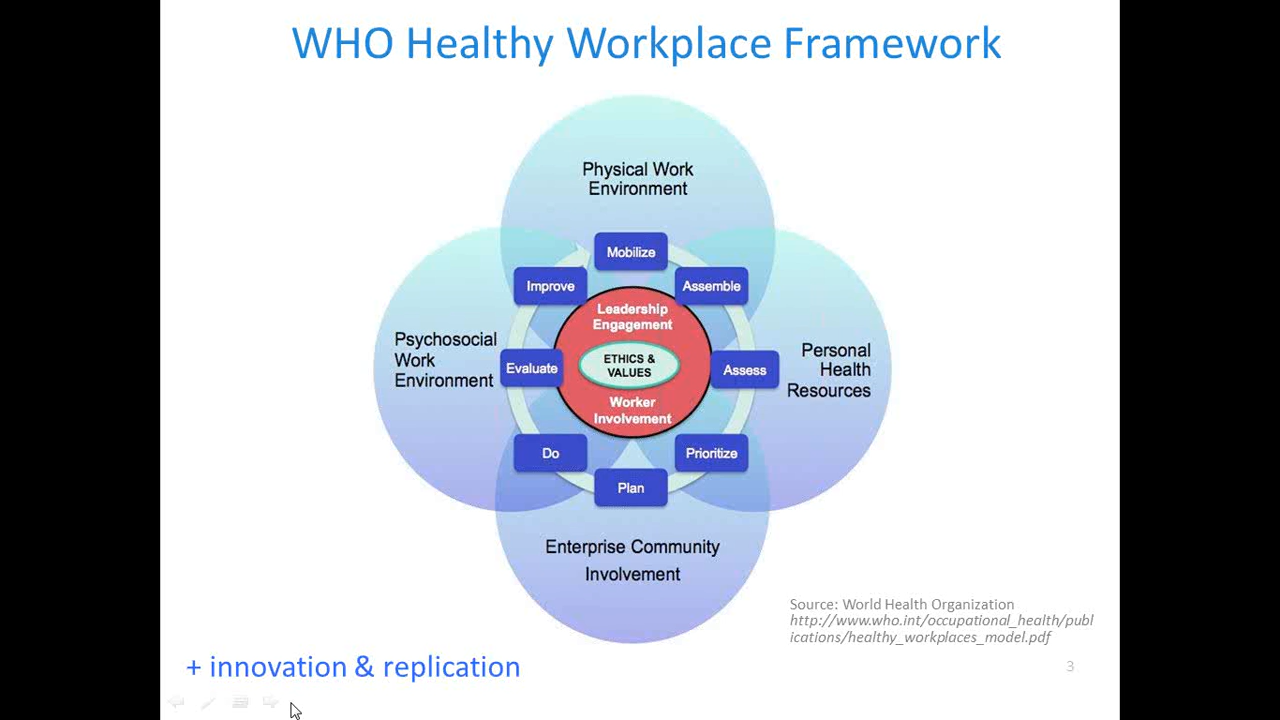 WHO Healthy Workplace Framework
Physical Work
Environment
Mobilize
Improve
Assemble
Leadership
Engagement
Psychosocial
Work
Environment
Evaluate
ETHICS &
VALUES
Assess
Personal
Health
Resources
Worker
Involvement
Do
Prioritize
Plan
Enterprise Community
Involvement
Source: World Health Organization
http://www.who.int/occupational_health/publ
ications/healthy_workplaces_model.pdf
+ innovation & replication
3